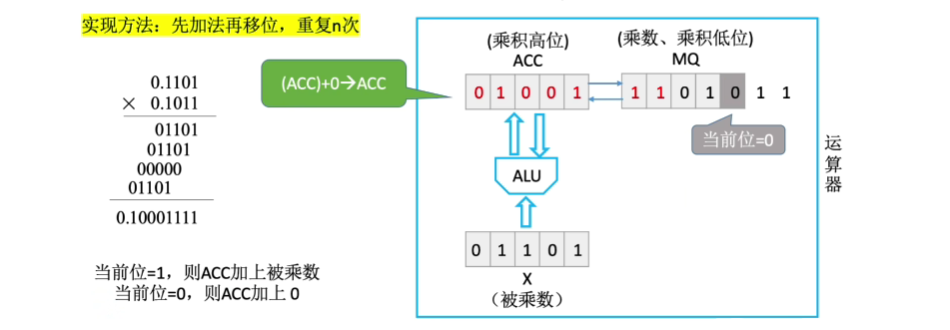 实现方法：先加法再移位，重复n次
0.1101
× 0.1011
01101
01101
00000
01101
0.10001111
当前位=1，则ACC加上被乘数
当前位=0，则ACC加上 0
(ACC)+0→ACC
(乘积高位)
ACC
(乘数、乘积低位)
MQ
0 1 0 0 1
1 1 0 1 0 1 1
当前位=0
ALU
0 1 1 0 1
X
（被乘数）
运算器